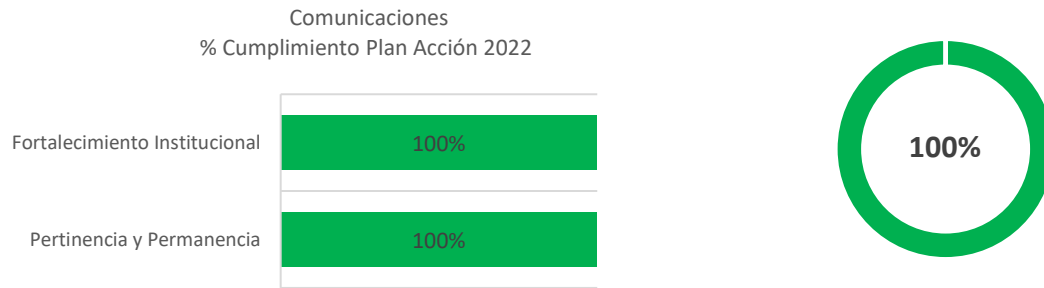 Comunicaciones
% Cumplimiento Plan Acción 2022
Fortalecimiento Institucional
100%
Pertinencia y Permanencia
100%
100%